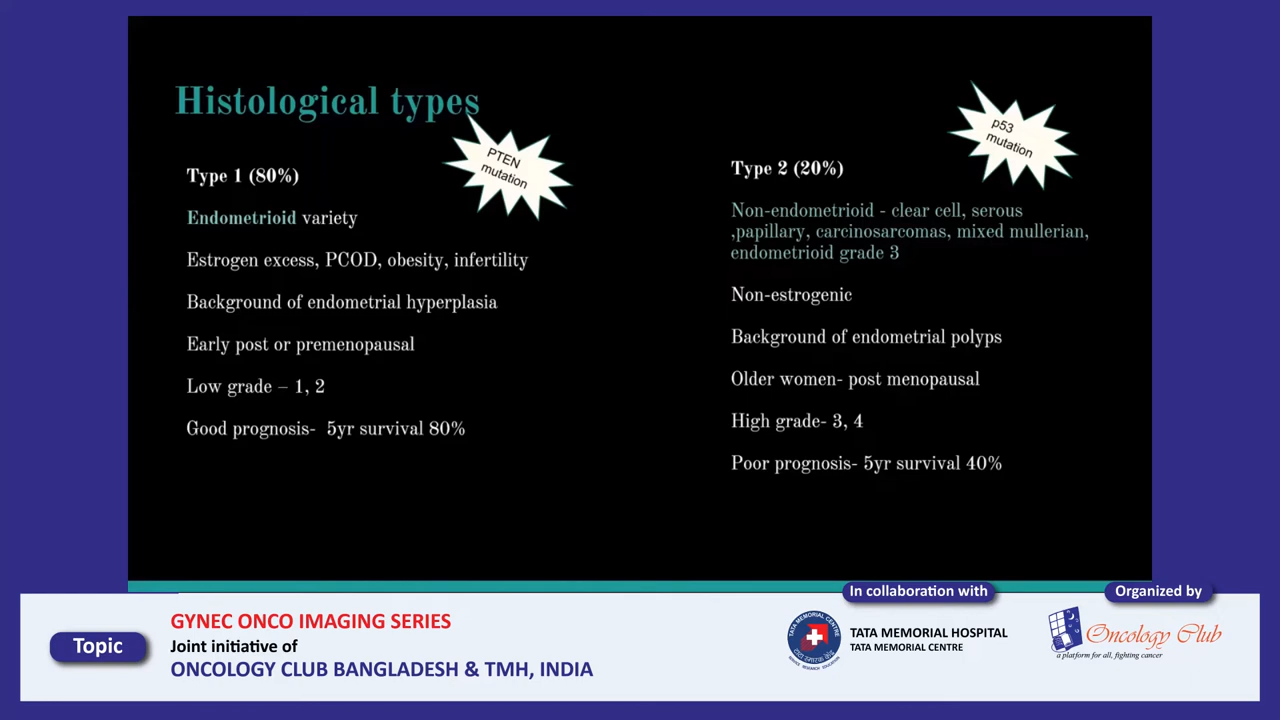 Histological types
PTEN
mutation
Type 1 (80%)
Endometrioid variety
Estrogen excess, PCOD, obesity, infertility
Background of endometrial hyperplasia
Early post or premenopausal
Low grade – 1, 2
Good prognosis-  5yr survival 80%
p53
mutation
Type 2 (20%)
Non-endometrioid - clear cell, serous
,papillary, carcinosarcomas, mixed mullerian,
endometrioid grade 3
Non-estrogenic
Background of endometrial polyps
Older women- post menopausal
High grade- 3, 4
Poor prognosis- 5yr survival 40%
Topic
GYNEC ONCO IMAGING SERIES
Joint initiative of
ONCOLOGY CLUB BANGLADESH & TMH, INDIA
In collaboration with
TATA MEMORIAL CENTRE
TATA MEMORIAL HOSPITAL
TATA MEMORIAL CENTRE
Organized by
Oncology Club
a platform for all, fighting cancer